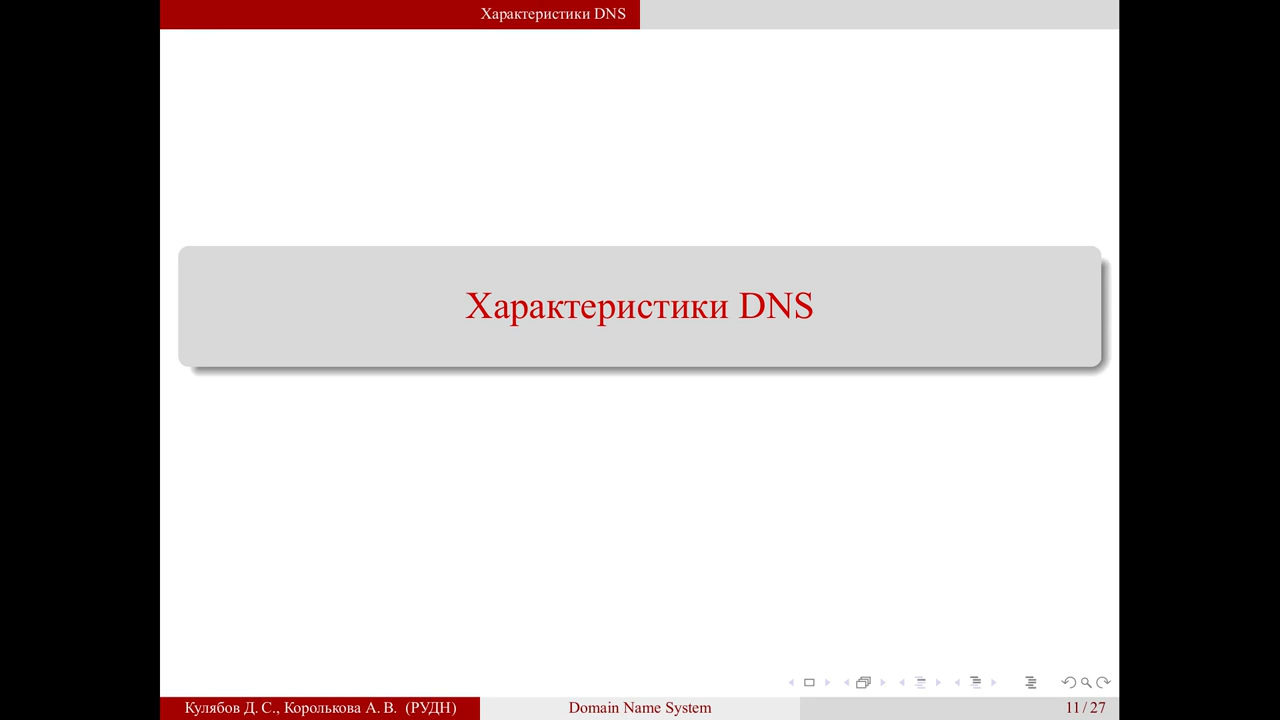 Характеристики DNS
Характеристики DNS
Кулябов Д. С., Королькова А. В. (РУДН)
Domain Name System
11 / 27